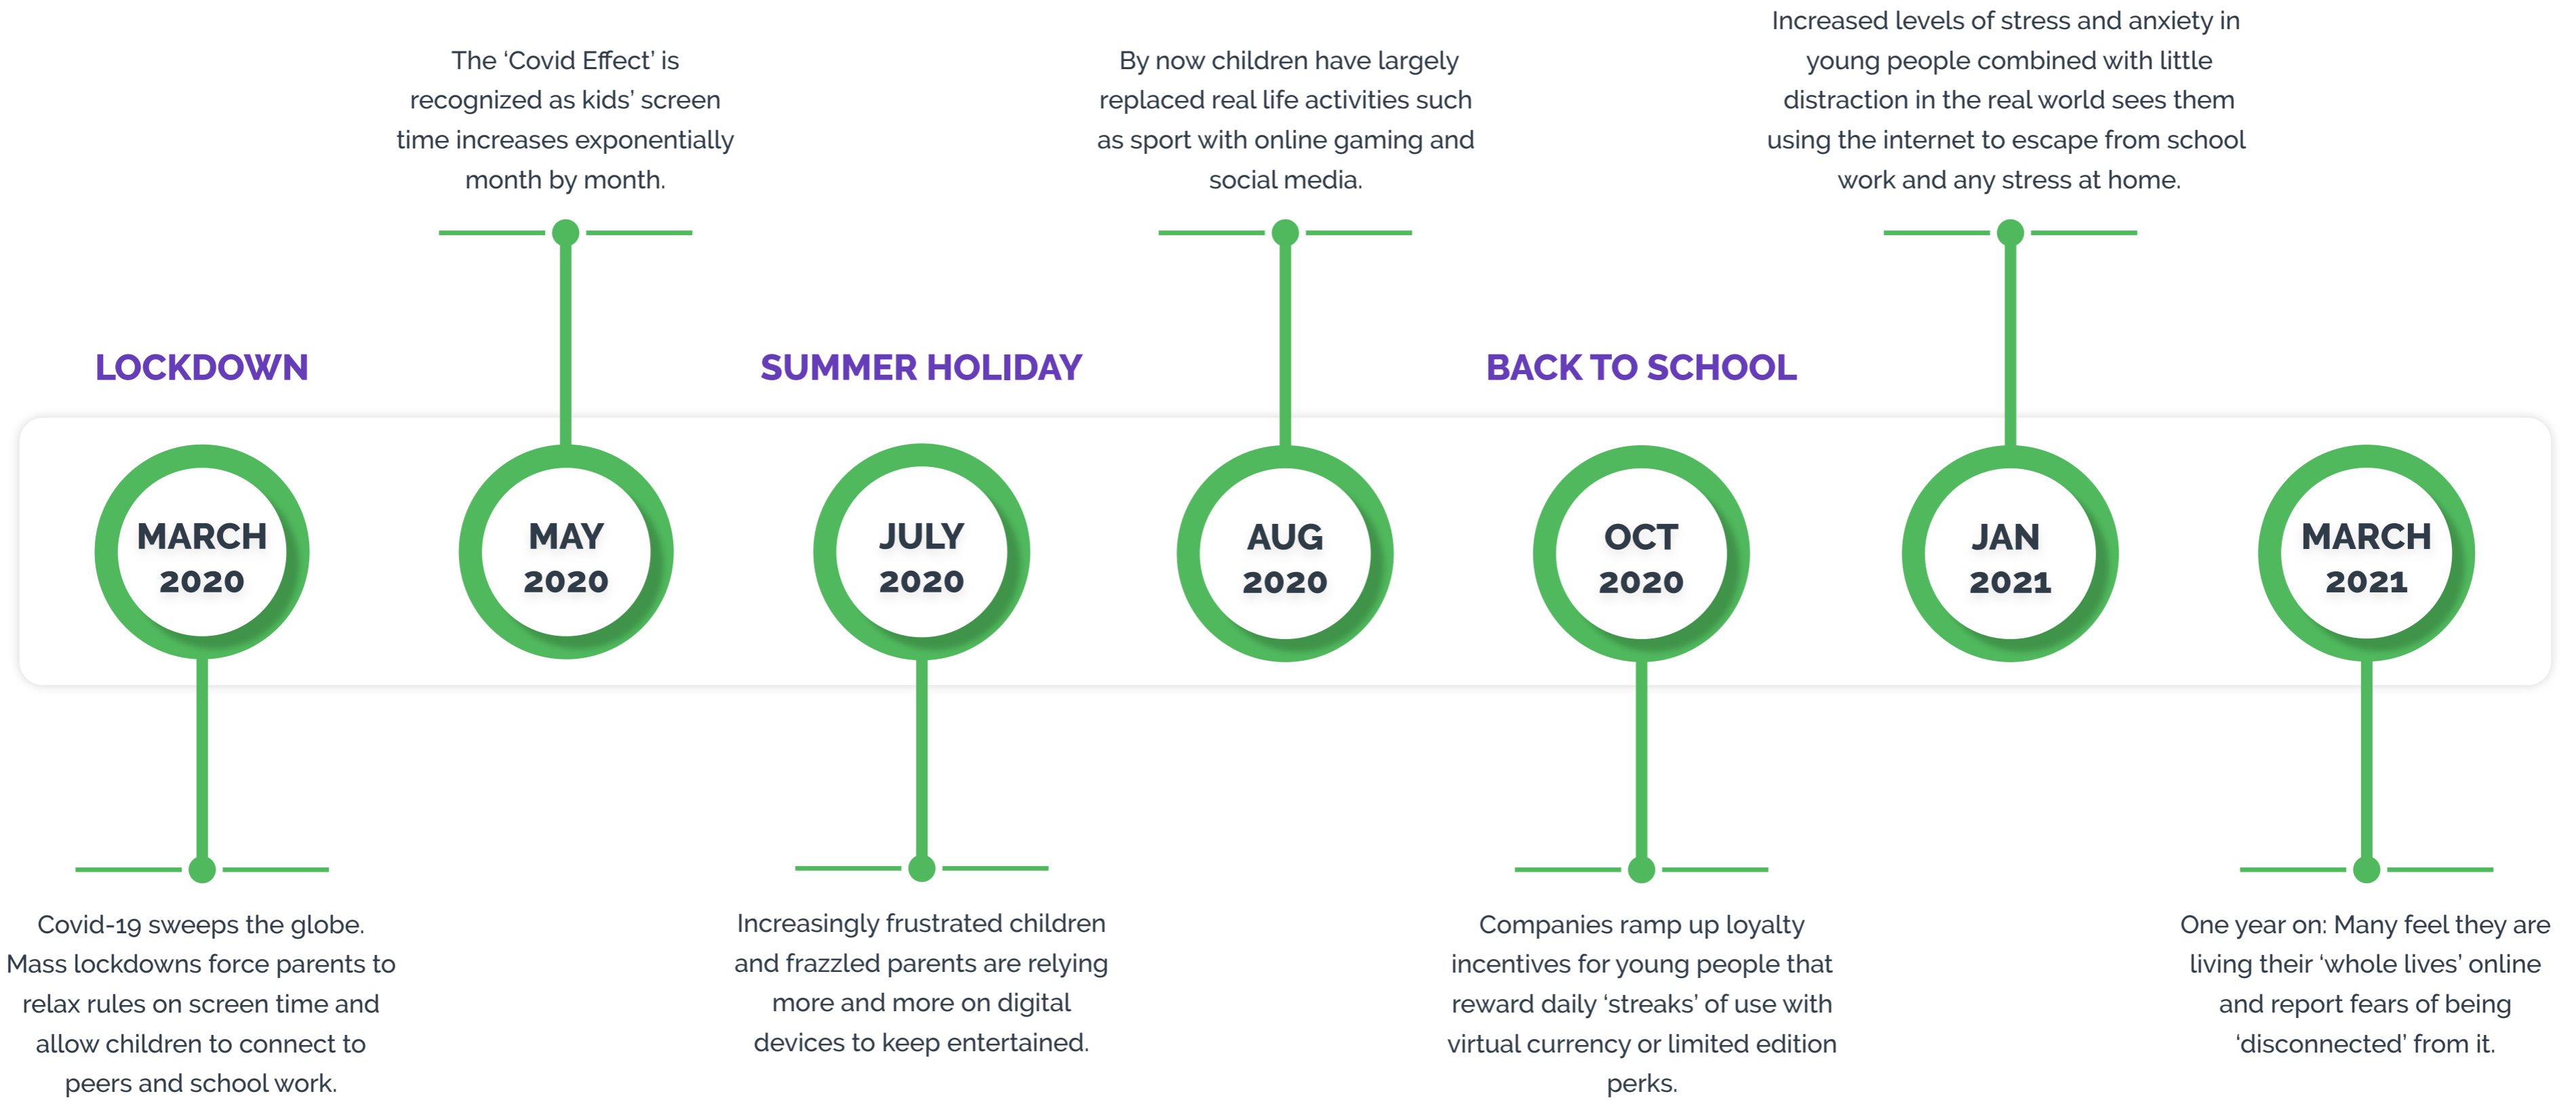 Increased levels of stress and anxiety in
young people combined with little
distraction in the real world sees them
using the internet to escape from school
work and any stress at home.
The ‘Covid Effect’ is
recognized as kids’ screen
time increases exponentially
month by month.
By now children have largely
replaced real life activities such
as sport with online gaming and
social media.
LOCKDOWN
SUMMER HOLIDAY
BACK TO SCHOOL
MARCH
2020
MAY
2020
JULY
2020
AUG
2020
OCT
2020
JAN
2021
MARCH
2021
Covid-19 sweeps the globe.
Mass lockdowns force parents to
relax rules on screen time and
allow children to connect to
peers and school work.
Increasingly frustrated children
and frazzled parents are relying
more and more on digital
devices to keep entertained.
Companies ramp up loyalty
incentives for young people that
reward daily ‘streaks’ of use with
virtual currency or limited edition
perks.
One year on: Many feel they are
living their ‘whole lives’ online
and report fears of being
‘disconnected’ from it.